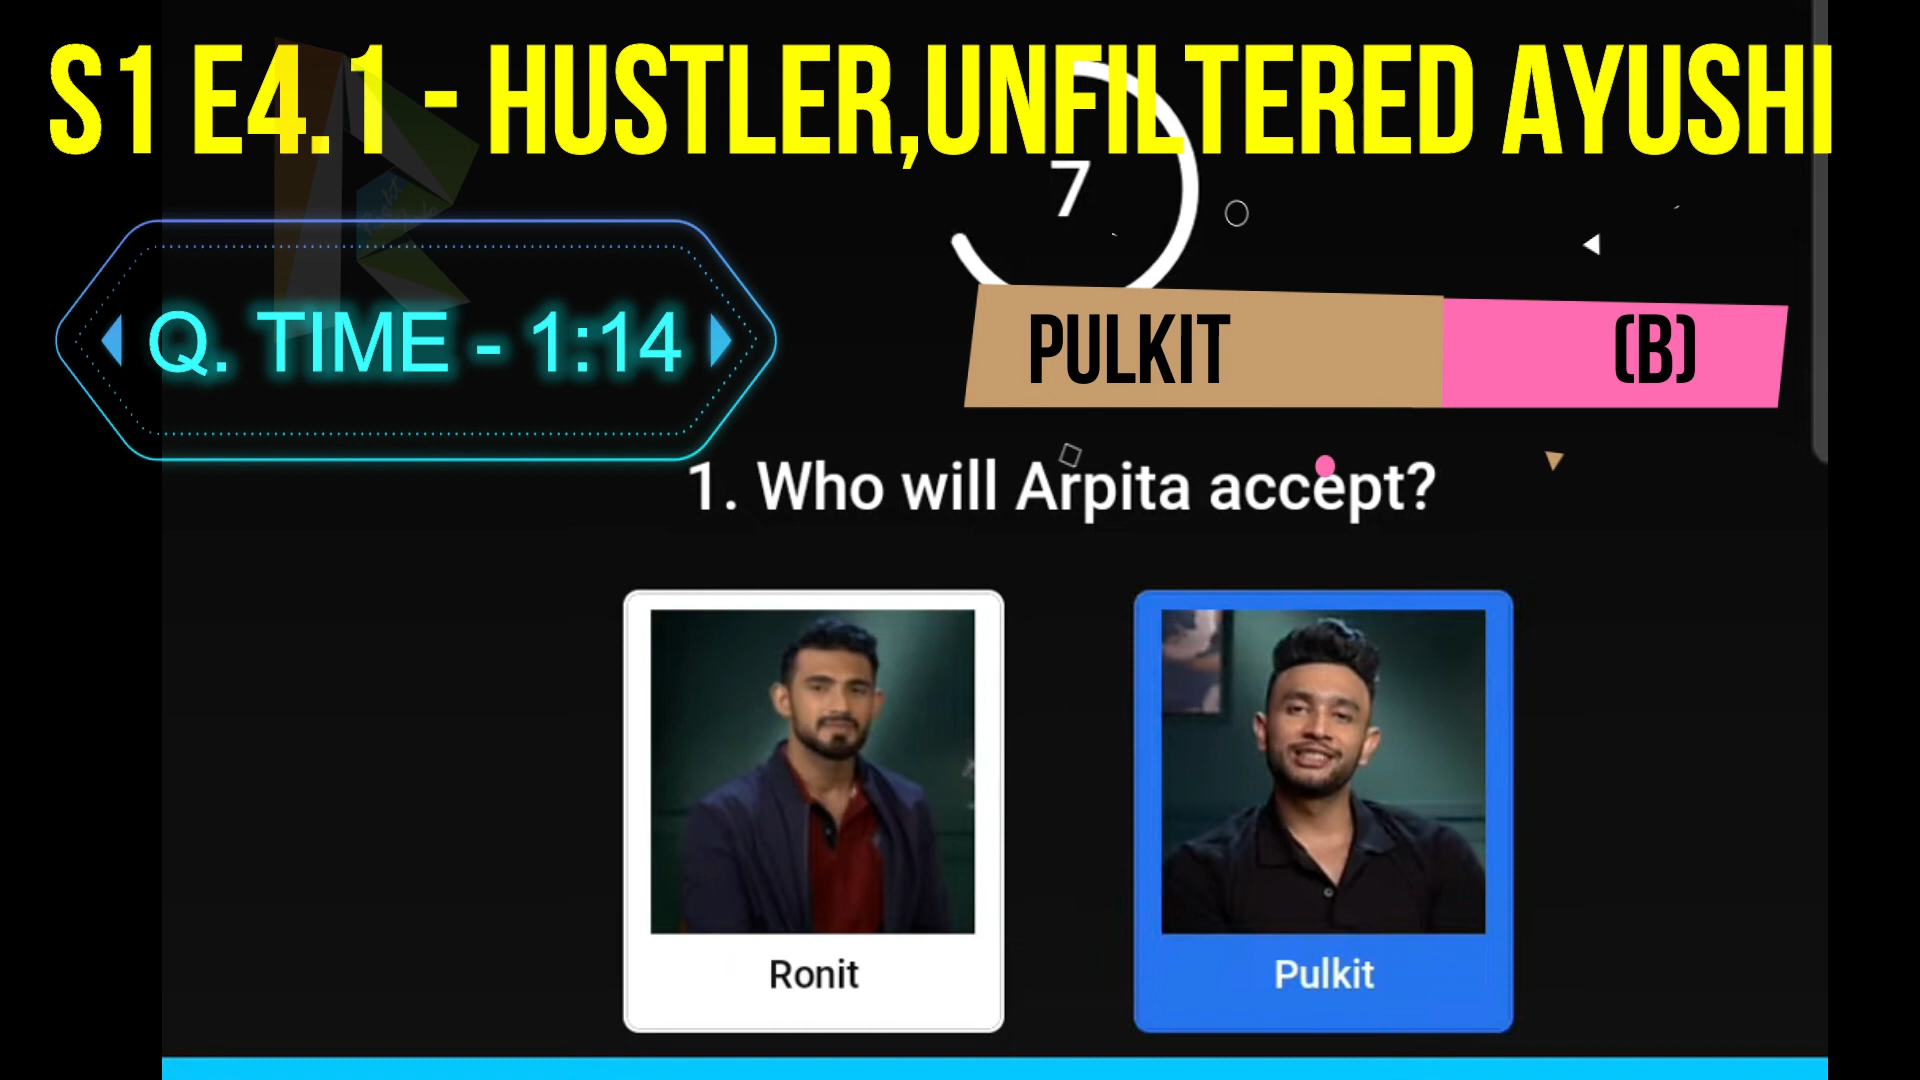 S1 E4.1 - HUSTLER,UNFILTERED AYUSHI
7
Q. TIME - 1:14
PULKIT (B)
1. Who will Arpita accept?
Ronit
Pulkit